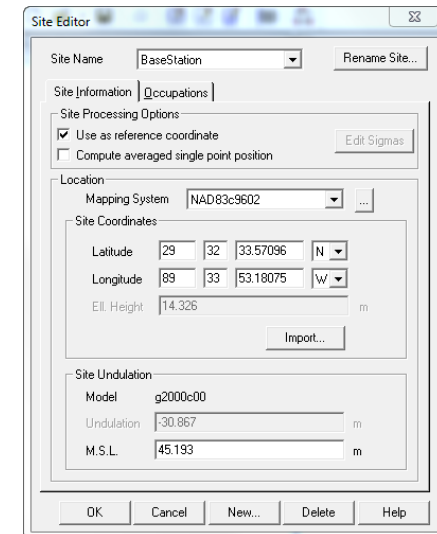 Site Editor
Site Name BaseStation Rename Site...
Site Information Occupations
Site Processing Options
Use as reference coordinate
Edit Sigmas
Compute averaged single point position
Location
Mapping System NAD83c9602 ...
Site Coordinates
Latitude 29 32 33.57096 N
Longitude 89 33 53.18075 W
Ell. Height 14.326 m
Import...
Site Undulation
Model g2000c00
Undulation -30.867 m
M.S.L. 45.193 m
OK Cancel New... Delete Help